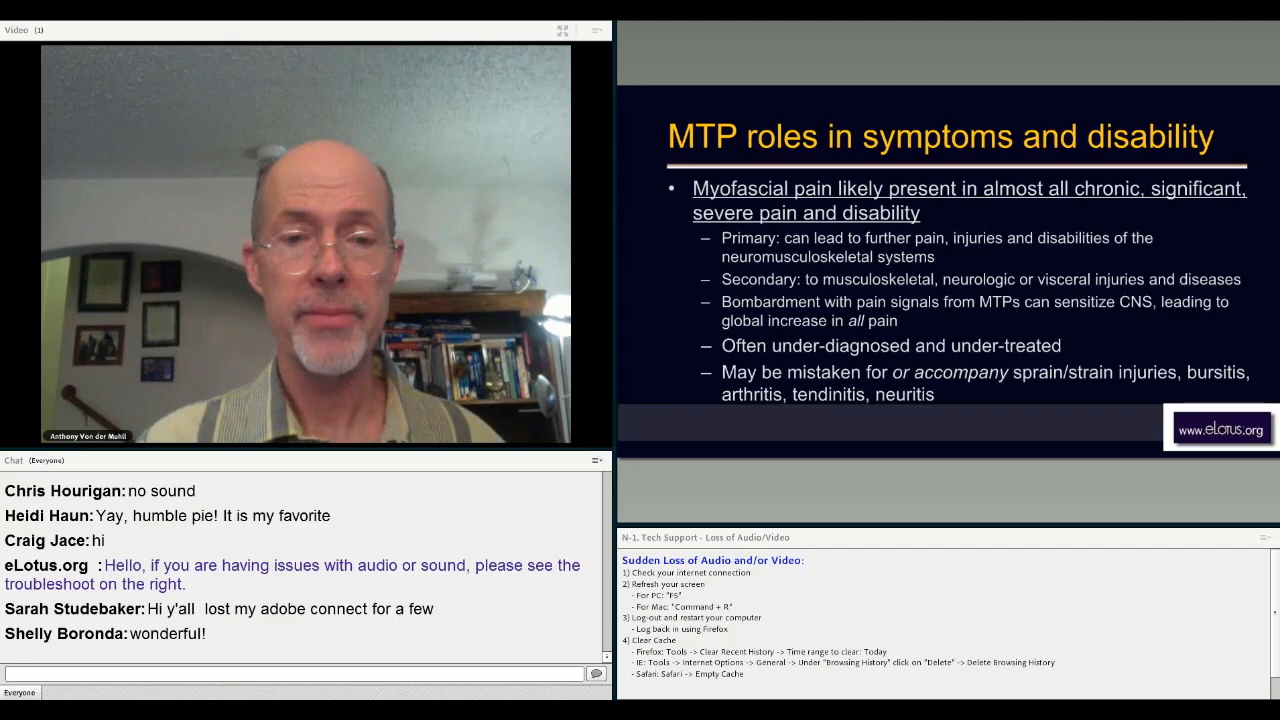 Video (1)
Anthony Von der Muhll
MTP roles in symptoms and disability
• Myofascial pain likely present in almost all chronic, significant,
severe pain and disability
– Primary: can lead to further pain, injuries and disabilities of the
neuromusculoskeletal systems
– Secondary: to musculoskeletal, neurologic or visceral injuries and diseases
– Bombardment with pain signals from MTPs can sensitize CNS, leading to
global increase in all pain
– Often under-diagnosed and under-treated
– May be mistaken for or accompany sprain/strain injuries, bursitis,
arthritis, tendinitis, neuritis
www.eLotus.org
Chat (Everyone)
Chris Hourigan: no sound
Heidi Haun: Yay, humble pie! It is my favorite
Craig Jace: hi
eLotus.org : Hello, if you are having issues with audio or sound, please see the
troubleshoot on the right.
Sarah Studebaker: Hi y'all lost my adobe connect for a few
Shelly Boronda: wonderful!
Everyone
N-1. Tech Support - Loss of Audio/Video
Sudden Loss of Audio and/or Video:
1) Check your internet connection
2) Refresh your screen
- For PC: "F5"
- For Mac: "Command + R"
3) Log-out and restart your computer
- Log back in using Firefox
4) Clear Cache
- Firefox: Tools -> Clear Recent History -> Time range to clear: Today
- IE: Tools -> Internet Options -> General -> Under "Browsing History" click on "Delete" -> Delete Browsing History
- Safari: Safari -> Empty Cache